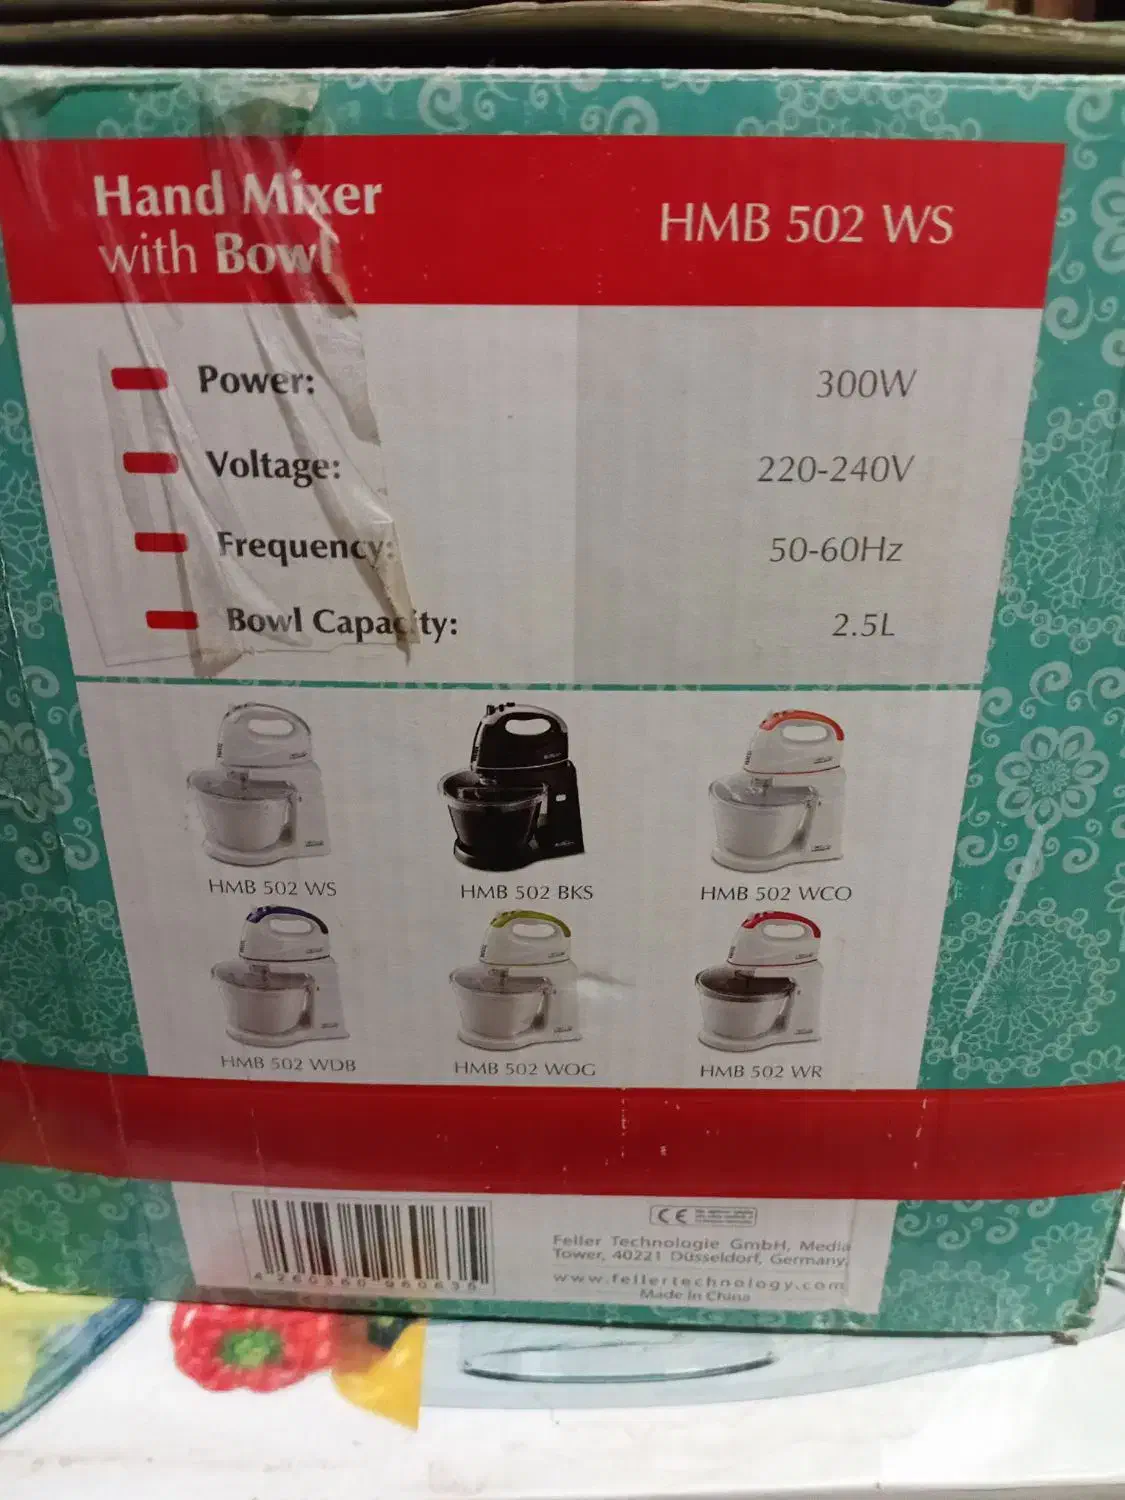 Hand Mixer
with Bowl
HMB 502 WS
Power: 300W
Voltage: 220-240V
Frequency: 50-60Hz
Bowl Capacity: 2.5L
HMB 502 WS
HMB 502 BKS
HMB 502 WCO
HMB 502 WDB
HMB 502 WOG
HMB 502 WR
CE
Feller Technologie GmbH, Media
Tower, 40221 Düsseldorf, Germany.
www.fellertechnology.com
Made in China